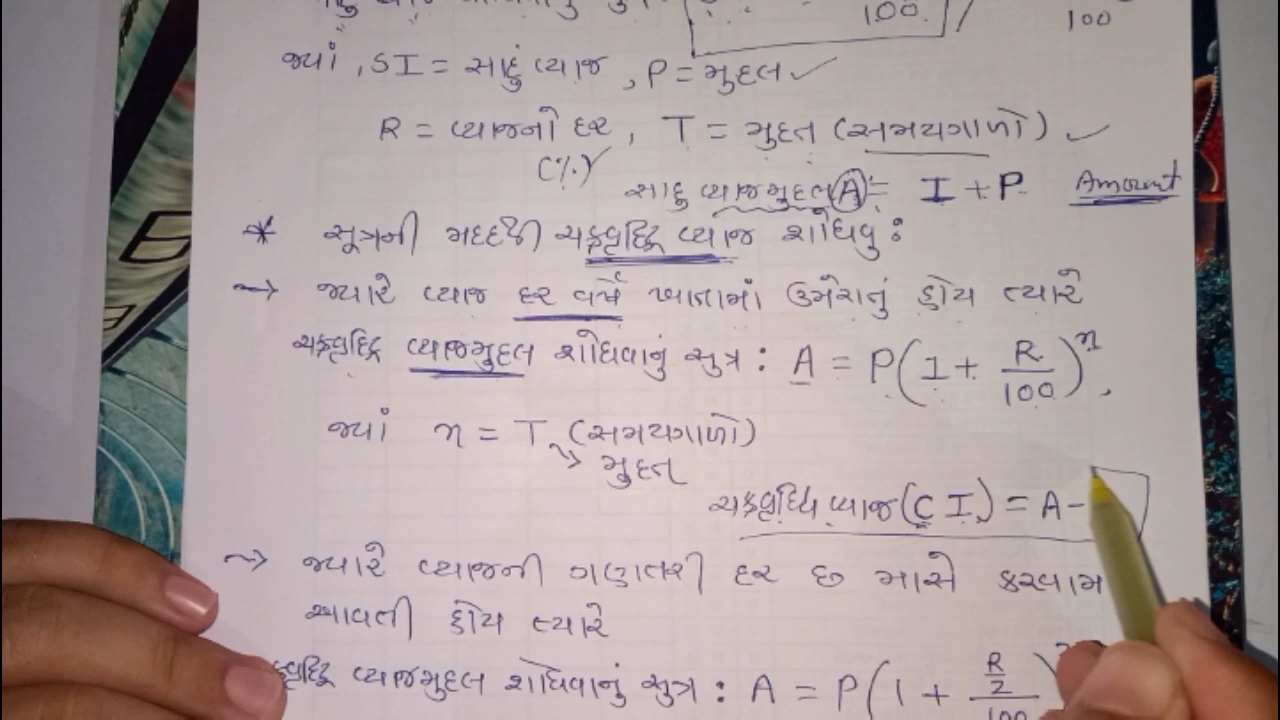 100 100
જ્યાં , SI = સાદું વ્યાજ , P = મુદ્દલ ✓
R = વ્યાજનો દર , T = મુદ્દત (સમયગાળો) ✓
(%)
સાદુ વ્યાજમુદ્દલ (A) = I + P Amount
* સૂત્રની મદદથી ચક્રવૃદ્ધિ વ્યાજ શોધવુ :
→ જ્યારે વ્યાજ દર વર્ષે ખાતામાં ઉમેરાતું હોય ત્યારે
ચક્રવૃદ્ધિ વ્યાજમુદ્દલ શોધવાનું સુત્ર : A = P(1 + R/100)^n ,
જ્યાં n = T (સમયગાળો)
↳ મુદ્દત
ચક્રવૃધ્ધિ વ્યાજ (C I) = A -
→ જ્યારે વ્યાજની ગણતરી દર છ માસે કરવામ
આવતી હોય ત્યારે
વ્યાજમુદ્દલ શોધવાનું સુત્ર : A = P(1 + R/2/100)